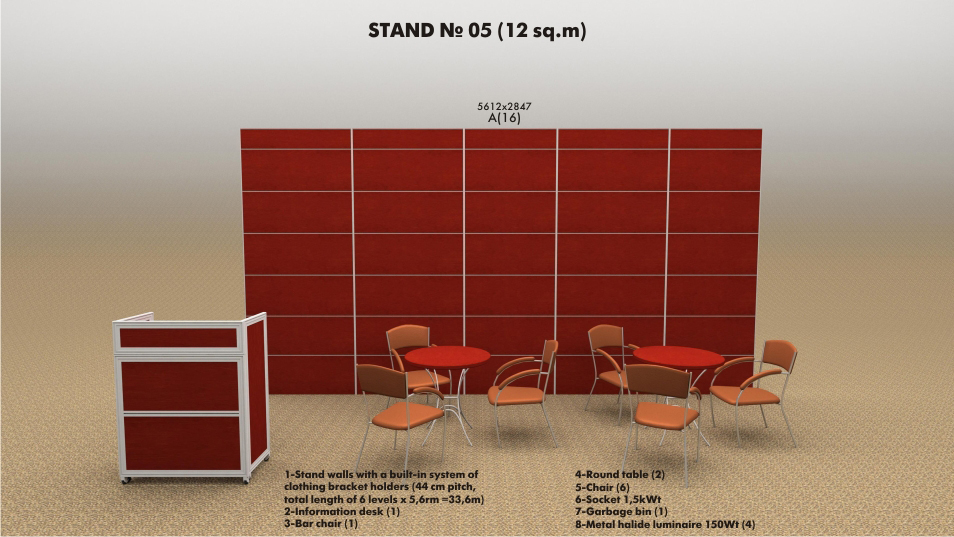 STAND № 05 (12 sq.m)
5612x2847
A(16)
1-Stand walls with a built-in system of
clothing bracket holders (44 cm pitch,
total length of 6 levels x 5,6rm =33,6m)
2-Information desk (1)
3-Bar chair (1)
4-Round table (2)
5-Chair (6)
6-Socket 1,5kWt
7-Garbage bin (1)
8-Metal halide luminaire 150Wt (4)